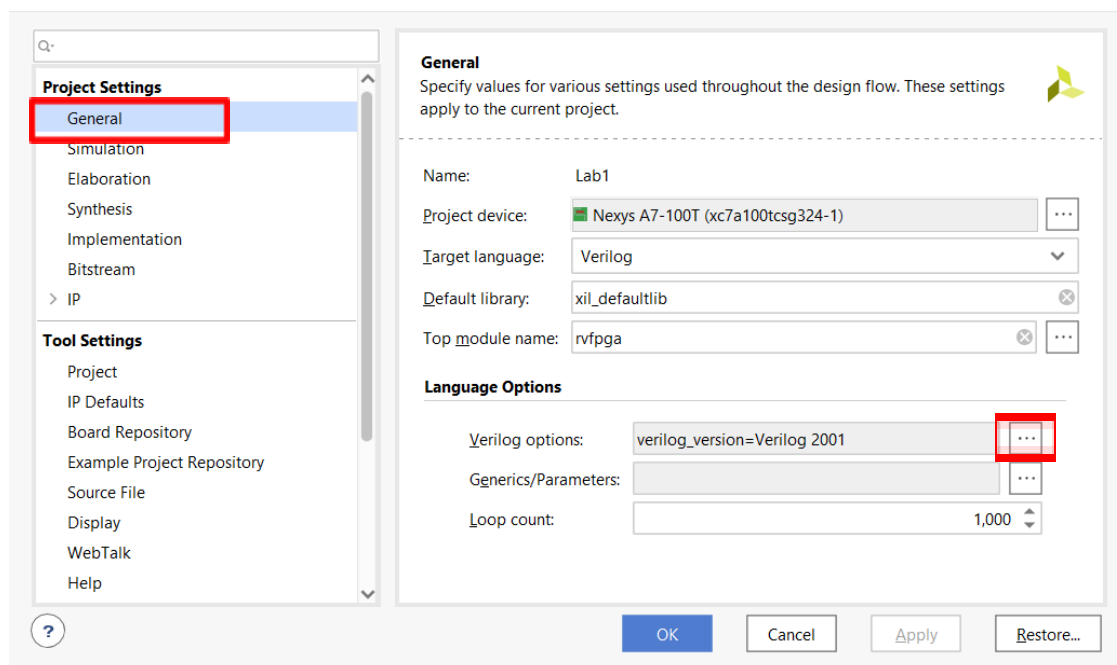 Project Settings
General
Simulation
Elaboration
Synthesis
Implementation
Bitstream
IP
Tool Settings
Project
IP Defaults
Board Repository
Example Project Repository
Source File
Display
WebTalk
Help
General
Specify values for various settings used throughout the design flow. These settings
apply to the current project.
Name: Lab1
Project device: Nexys A7-100T (xc7a100tcsg324-1) ...
Target language: Verilog
Default library: xil_defaultlib
Top module name: rvfpga ...
Language Options
Verilog options: verilog_version=Verilog 2001 ...
Generics/Parameters: ...
Loop count: 1,000
? OK Cancel Apply Restore...